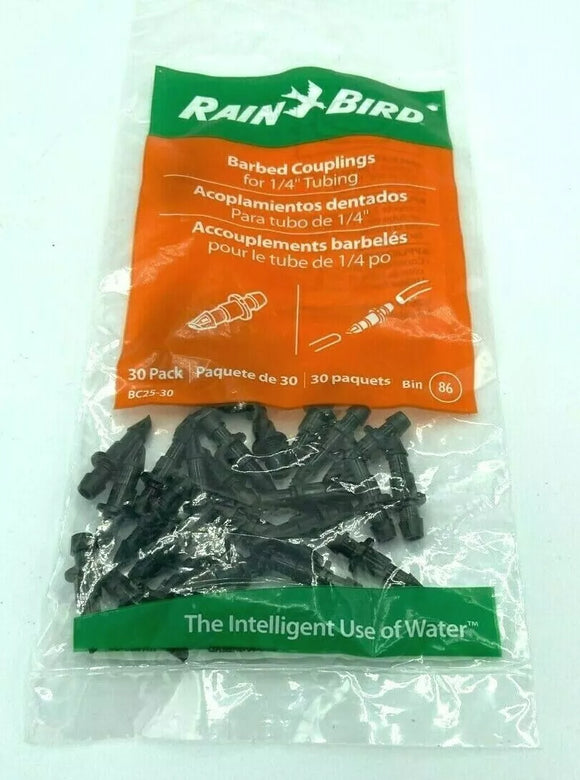 RAIN BIRD
Barbed Couplings
for 1/4" Tubing
Acoplamientos dentados
Para tubo de 1/4"
Accouplements barbelés
pour le tube de 1/4 po
30 Pack | Paquete de 30 | 30 paquets Bin 86
BC25-30
The Intelligent Use of Water™